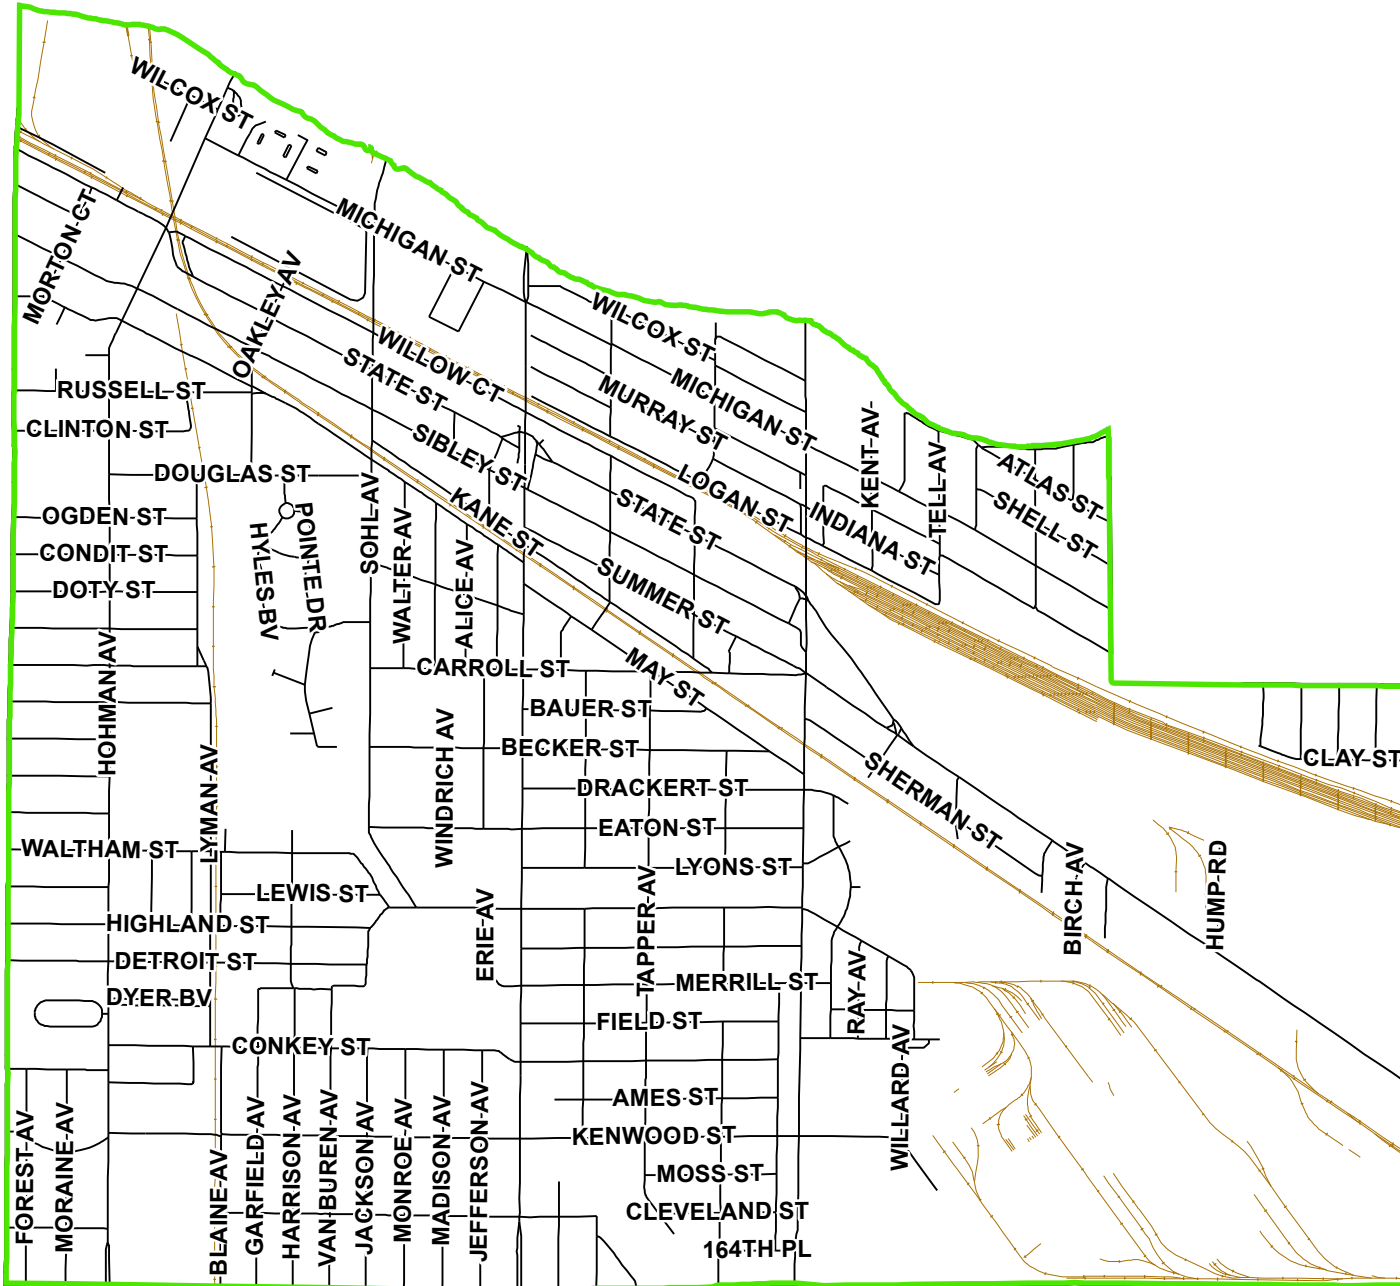 WILCOX ST
MICHIGAN ST
MORTON CT
OAKLEY AV
WILCOX ST
WILLOW CT
STATE ST
MICHIGAN ST
MURRAY ST
RUSSELL ST
CLINTON ST
SIBLEY ST
KENT AV
TELL AV
ATLAS ST
DOUGLAS ST
LOGAN ST
SHELL ST
KANE ST
STATE ST
INDIANA ST
OGDEN ST
POINTE DR
SOHL AV
WALTER AV
CONDIT ST
HYLES BV
ALICE AV
DOTY ST
SUMMER ST
HOHMAN AV
CARROLL ST
MAY ST
BAUER ST
BECKER ST
WINDRICH AV
CLAY ST
LYMAN AV
DRACKERT ST
SHERMAN ST
EATON ST
WALTHAM ST
LYONS ST
LEWIS ST
BIRCH AV
HUMP RD
HIGHLAND ST
ERIE AV
TAPPER AV
DETROIT ST
MERRILL ST
RAY AV
DYER BV
FIELD ST
CONKEY ST
WILLARD AV
AMES ST
KENWOOD ST
FOREST AV
MORAINE AV
BLAINE AV
GARFIELD AV
HARRISON AV
VAN BUREN AV
JACKSON AV
MONROE AV
MADISON AV
JEFFERSON AV
MOSS ST
CLEVELAND ST
164TH PL